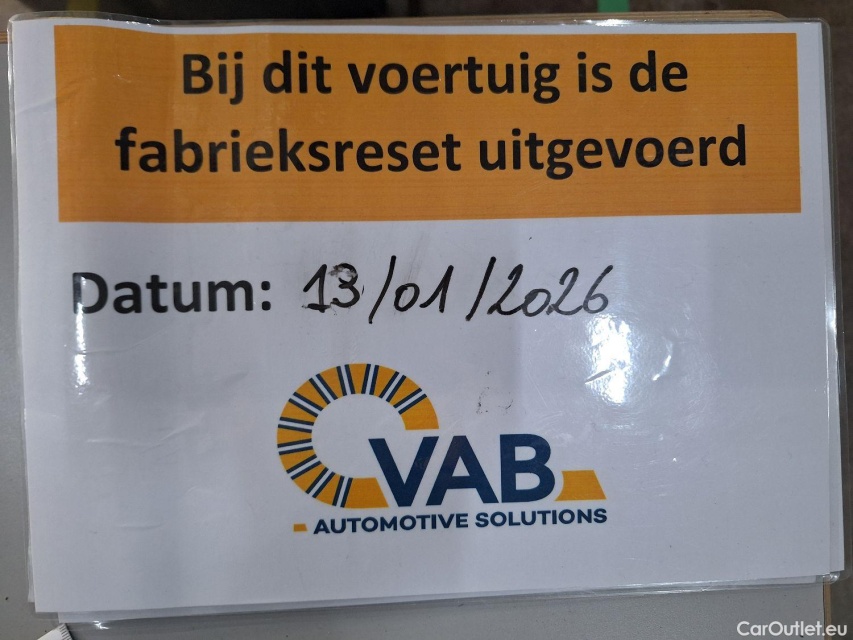 Bij dit voertuig is de
fabrieksreset uitgevoerd
Datum: 13/01/2026
VAB
AUTOMOTIVE SOLUTIONS
CarOutlet.eu